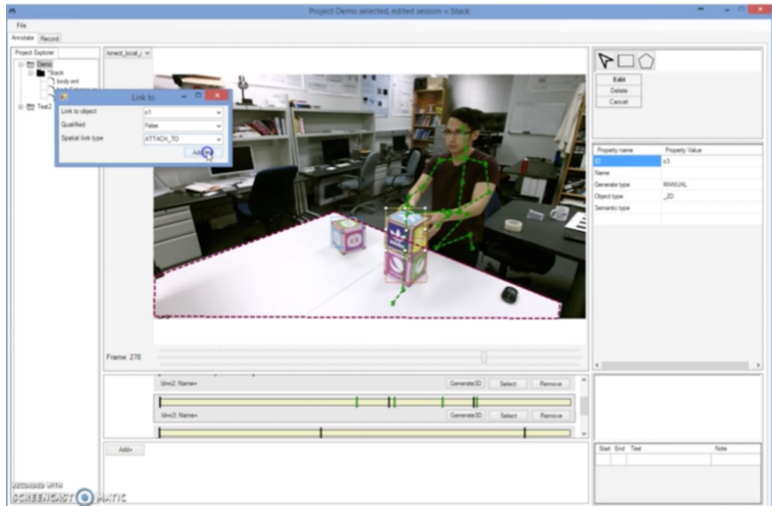 Project Demo selected, edited session = Stack
File
Annotate Record
Project Explorer
Demo
*Stack
body.xml
Test2
Link to
Link to object o1
Qualified False
Spatial link type ATTACH_TO
Edit
Delete
Cancel
Property name Property Value
ID o3
Name
Generate type MANUAL
Object type _2D
Semantic type
Frame: 278
Id=o2, Name= Generate3D Select Remove
Id=o3, Name= Generate3D Select Remove
Add+
Start End Text Note
RECORDED WITH
SCREENCAST MATIC